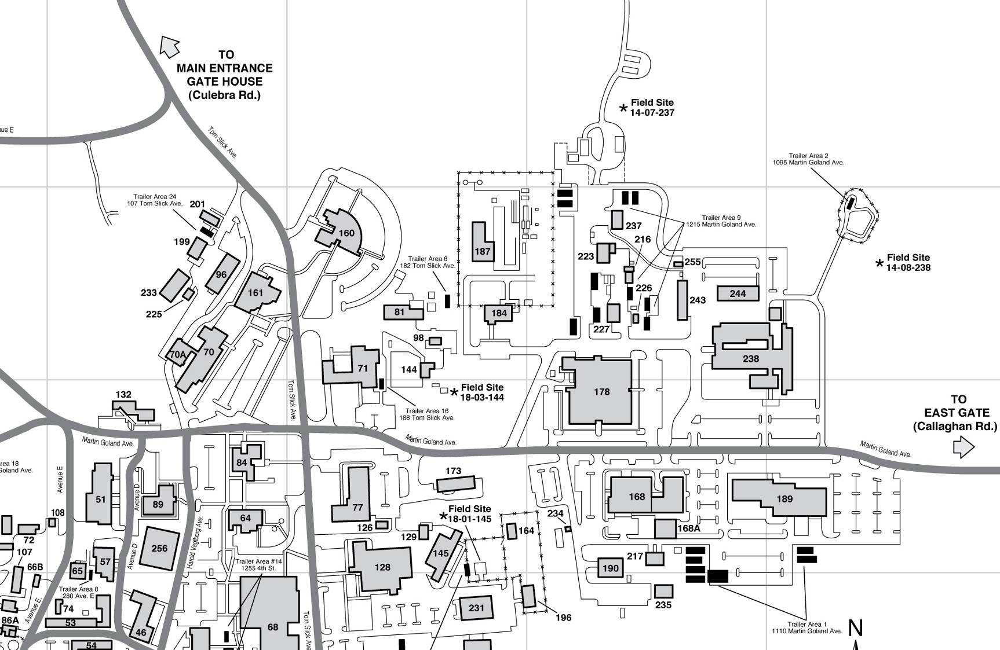 TO
MAIN ENTRANCE
GATE HOUSE
(Culebra Rd.)
Field Site
14-07-237
Tom Slick Ave.
Trailer Area 2
1095 Martin Goland Ave.
Trailer Area 24
107 Tom Slick Ave.
201
199
96
233
225
161
160
70A
70
Trailer Area 6
182 Tom Slick Ave.
187
184
81
98
144
71
Field Site
18-03-144
Trailer Area 16
188 Tom Slick Ave.
Tom Slick Ave.
237
Trailer Area 9
1215 Martin Goland Ave.
216
223
255
226
243
244
227
Field Site
14-08-238
238
178
TO
EAST GATE
(Callaghan Rd.)
132
Martin Goland Ave.
Martin Goland Ave.
Martin Goland Ave.
Goland Ave.
Avenue E
51
Avenue D
89
84
64
77
173
126
129
Field Site
18-01-145
145
164
234
168
168A
189
108
72
107
66B
65
57
256
Avenue D
Harold Vagtborg Ave.
Trailer Area #14
1255 4th St.
128
231
196
190
217
235
Trailer Area 8
280 Ave. E
74
53
86A
54
46
Avenue E
68
Tom Slick Ave.
Trailer Area 1
1110 Martin Goland Ave.
N